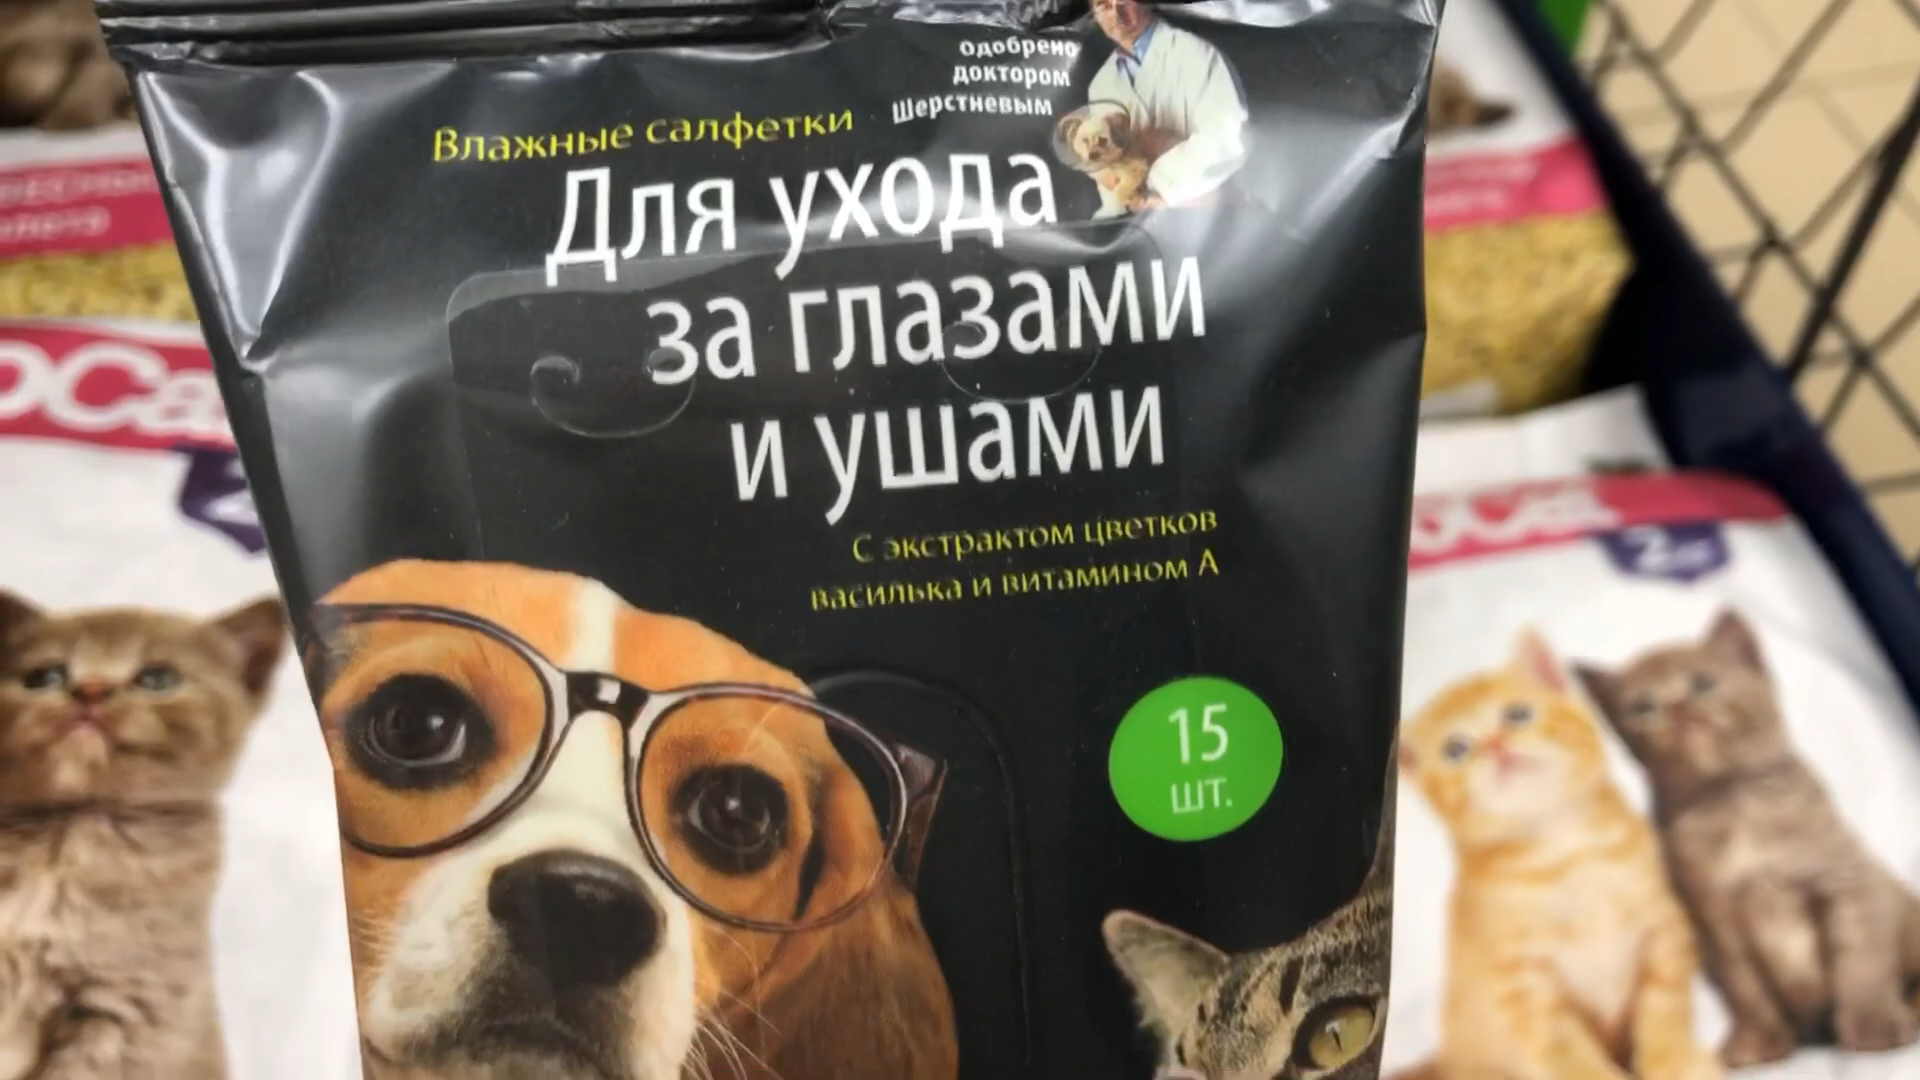 одобрено
доктором
Шерстневым
Влажные салфетки
Для ухода
за глазами
и ушами
С экстрактом цветков
василька и витамином А
15
шт.